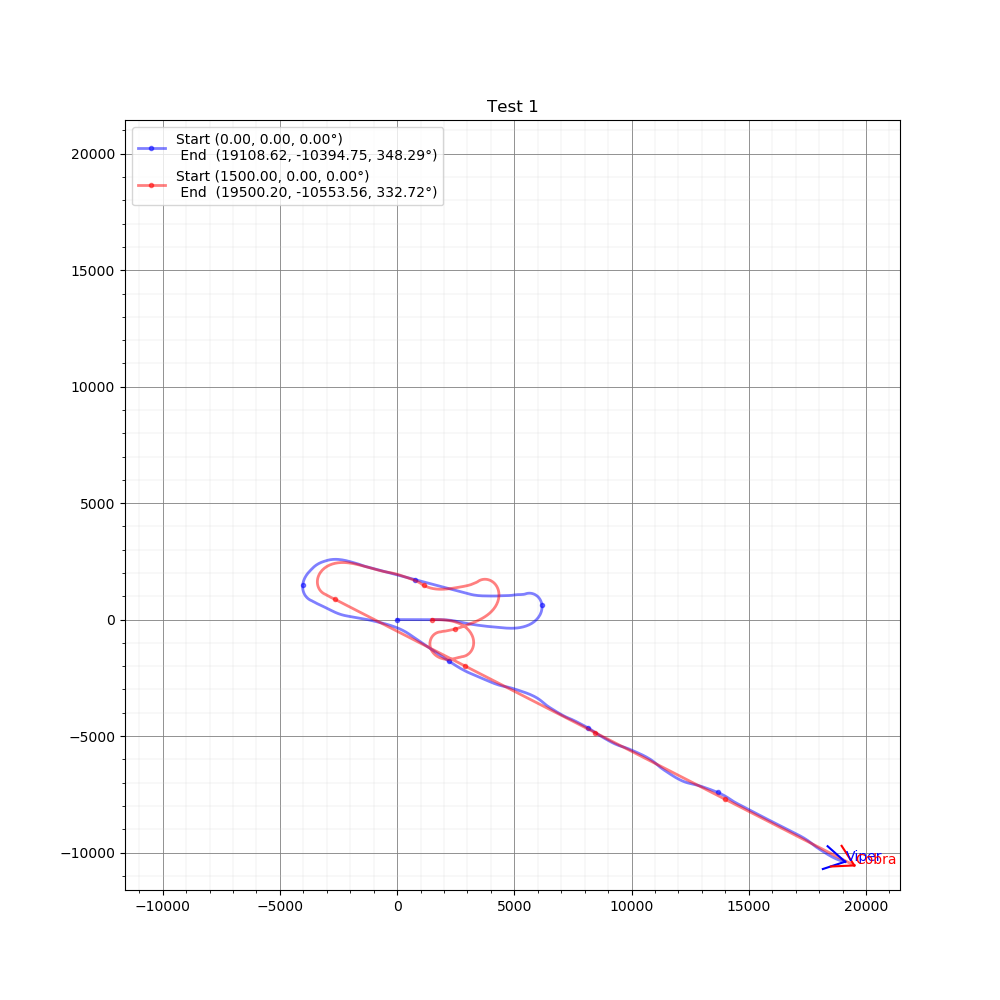 Test 1
Start (0.00, 0.00, 0.00°)
End (19108.62, -10394.75, 348.29°)
Start (1500.00, 0.00, 0.00°)
End (19500.20, -10553.56, 332.72°)
20000
15000
10000
5000
0
−5000
−10000
Viper
Cobra
−10000 −5000 0 5000 10000 15000 20000